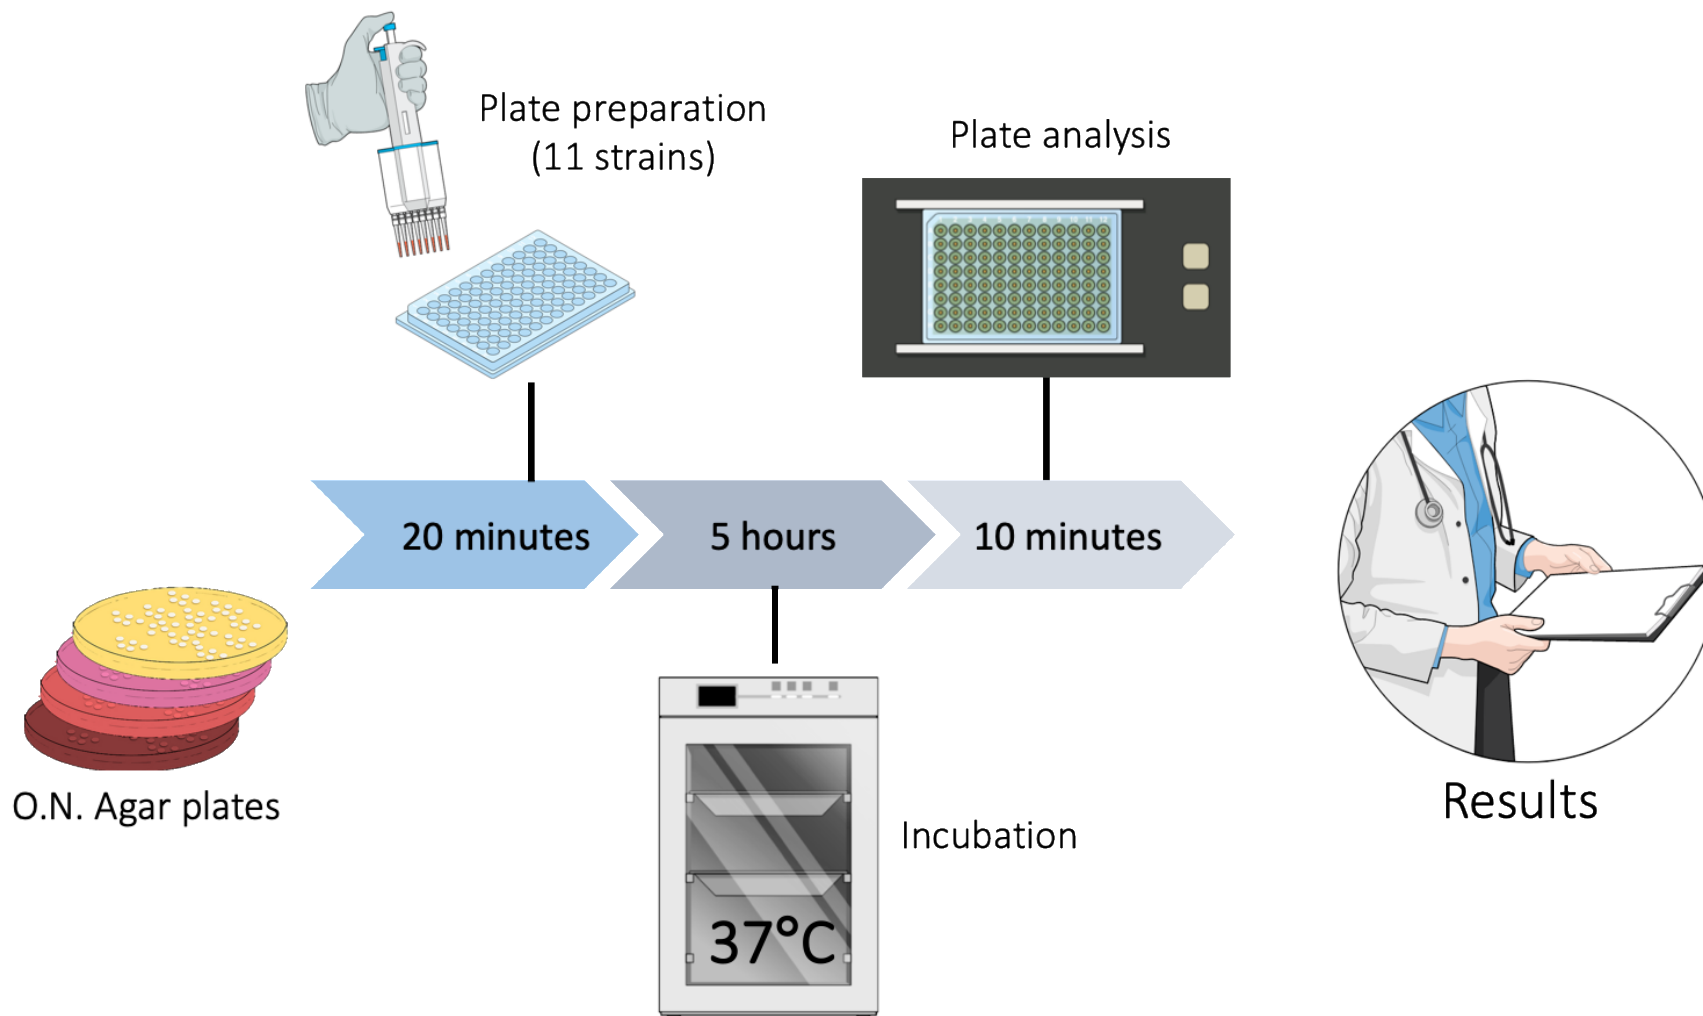 Plate preparation
(11 strains)
Plate analysis
20 minutes
5 hours
10 minutes
O.N. Agar plates
37°C
Incubation
Results